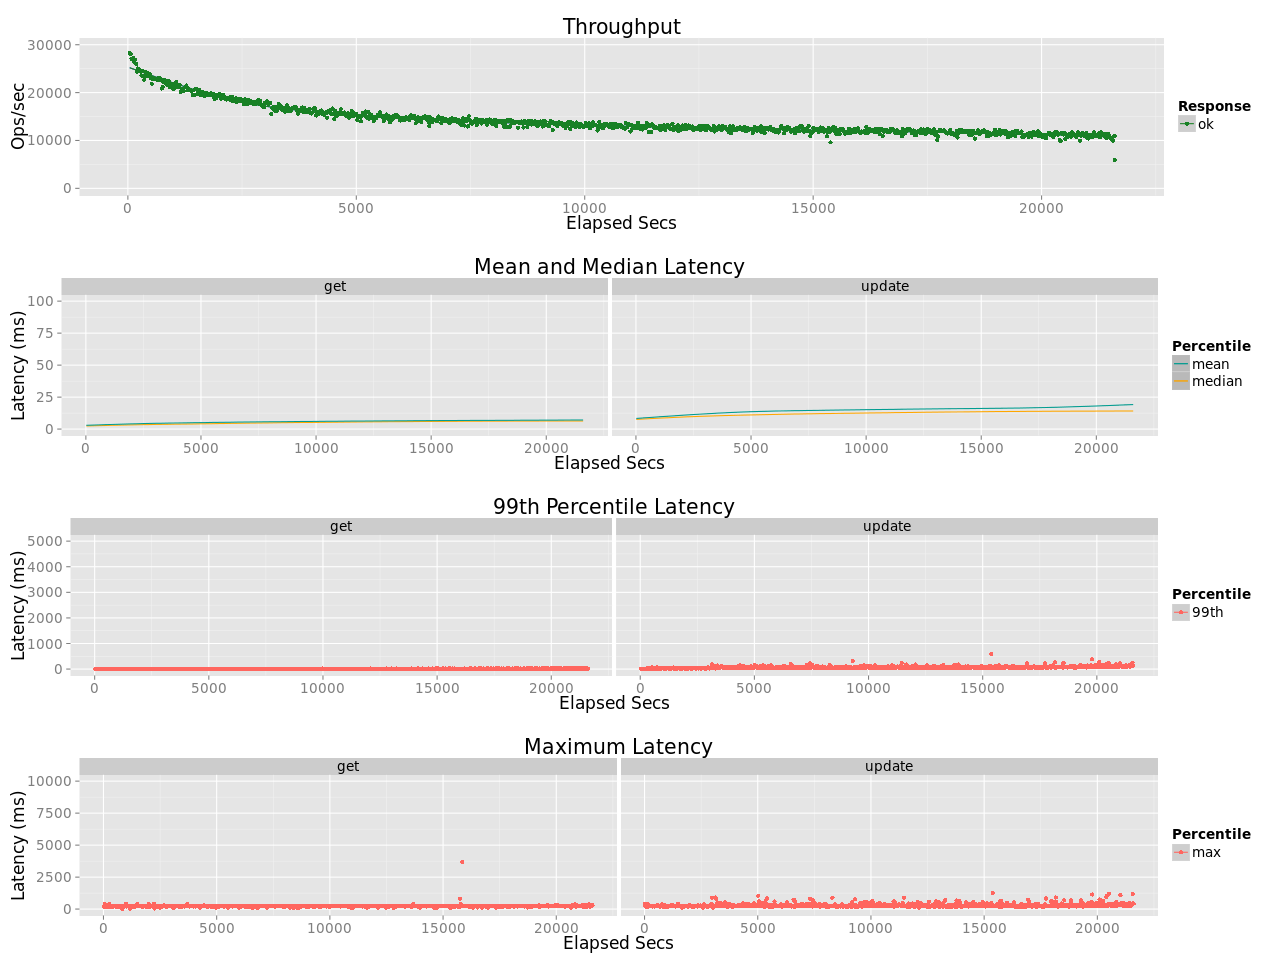 Throughput
Ops/sec
30000
20000
10000
0
0 5000 10000 15000 20000
Elapsed Secs
Response
ok
Mean and Median Latency
get update
Latency (ms)
100
75
50
25
0
0 5000 10000 15000 20000 0 5000 10000 15000 20000
Elapsed Secs
Percentile
mean
median
99th Percentile Latency
get update
Latency (ms)
5000
4000
3000
2000
1000
0
0 5000 10000 15000 20000 0 5000 10000 15000 20000
Elapsed Secs
Percentile
99th
Maximum Latency
get update
Latency (ms)
10000
7500
5000
2500
0
0 5000 10000 15000 20000 0 5000 10000 15000 20000
Elapsed Secs
Percentile
max